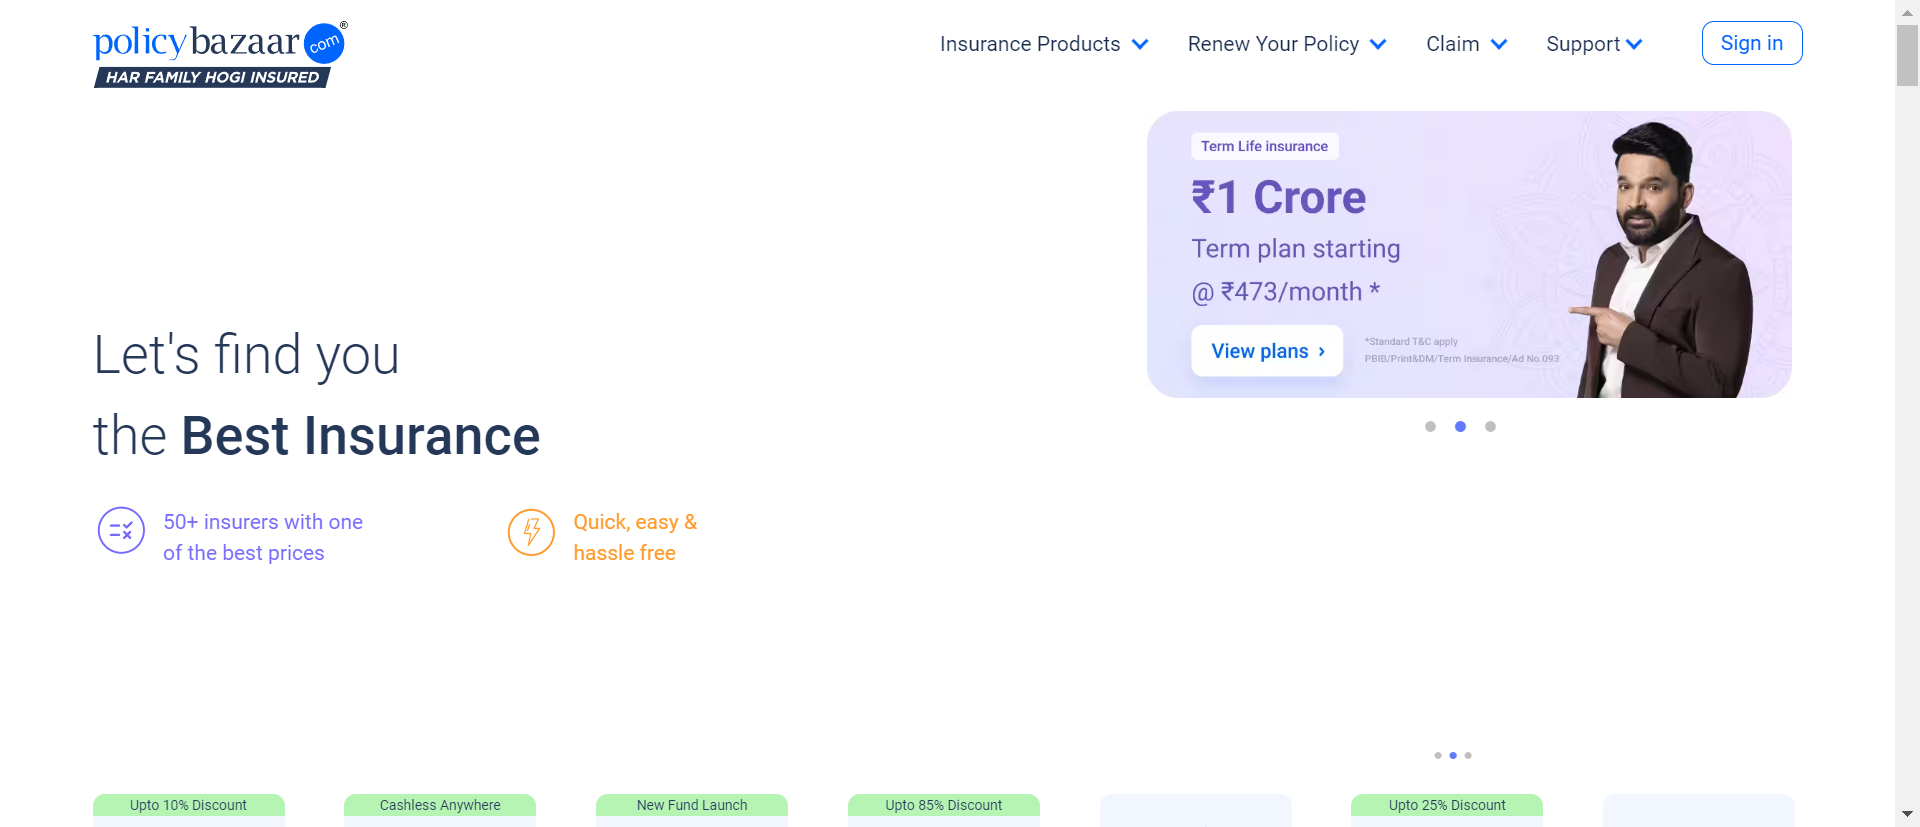 policybazaar com ®
HAR FAMILY HOGI INSURED
Insurance Products
Renew Your Policy
Claim
Support
Sign in
Term Life insurance
₹1 Crore
Term plan starting
@ ₹473/month *
View plans ›
*Standard T&C apply
PBIB/Print&DM/Term Insurance/Ad No.093
Let's find you
the Best Insurance
50+ insurers with one
of the best prices
Quick, easy &
hassle free
Upto 10% Discount
Cashless Anywhere
New Fund Launch
Upto 85% Discount
Upto 25% Discount